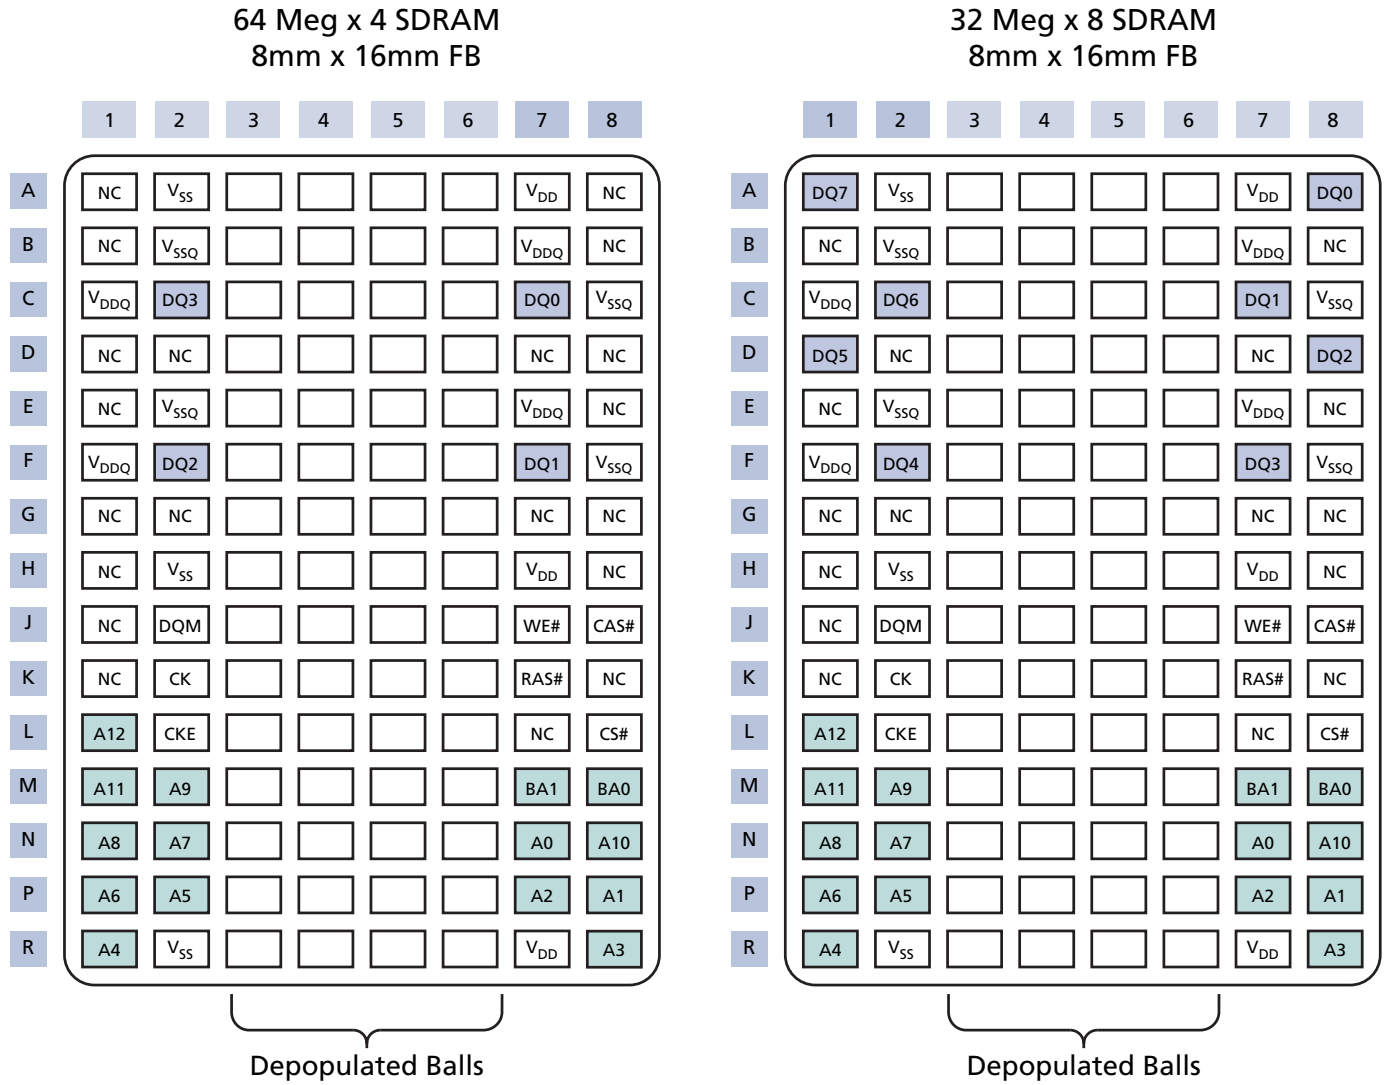 64 Meg x 4 SDRAM
8mm x 16mm FB
1 2 3 4 5 6 7 8
A NC VSS VDD NC
B NC VSSQ VDDQ NC
C VDDQ DQ3 DQ0 VSSQ
D NC NC NC NC
E NC VSSQ VDDQ NC
F VDDQ DQ2 DQ1 VSSQ
G NC NC NC NC
H NC VSS VDD NC
J NC DQM WE# CAS#
K NC CK RAS# NC
L A12 CKE NC CS#
M A11 A9 BA1 BA0
N A8 A7 A0 A10
P A6 A5 A2 A1
R A4 VSS VDD A3
Depopulated Balls
32 Meg x 8 SDRAM
8mm x 16mm FB
1 2 3 4 5 6 7 8
A DQ7 VSS VDD DQ0
B NC VSSQ VDDQ NC
C VDDQ DQ6 DQ1 VSSQ
D DQ5 NC NC DQ2
E NC VSSQ VDDQ NC
F VDDQ DQ4 DQ3 VSSQ
G NC NC NC NC
H NC VSS VDD NC
J NC DQM WE# CAS#
K NC CK RAS# NC
L A12 CKE NC CS#
M A11 A9 BA1 BA0
N A8 A7 A0 A10
P A6 A5 A2 A1
R A4 VSS VDD A3
Depopulated Balls